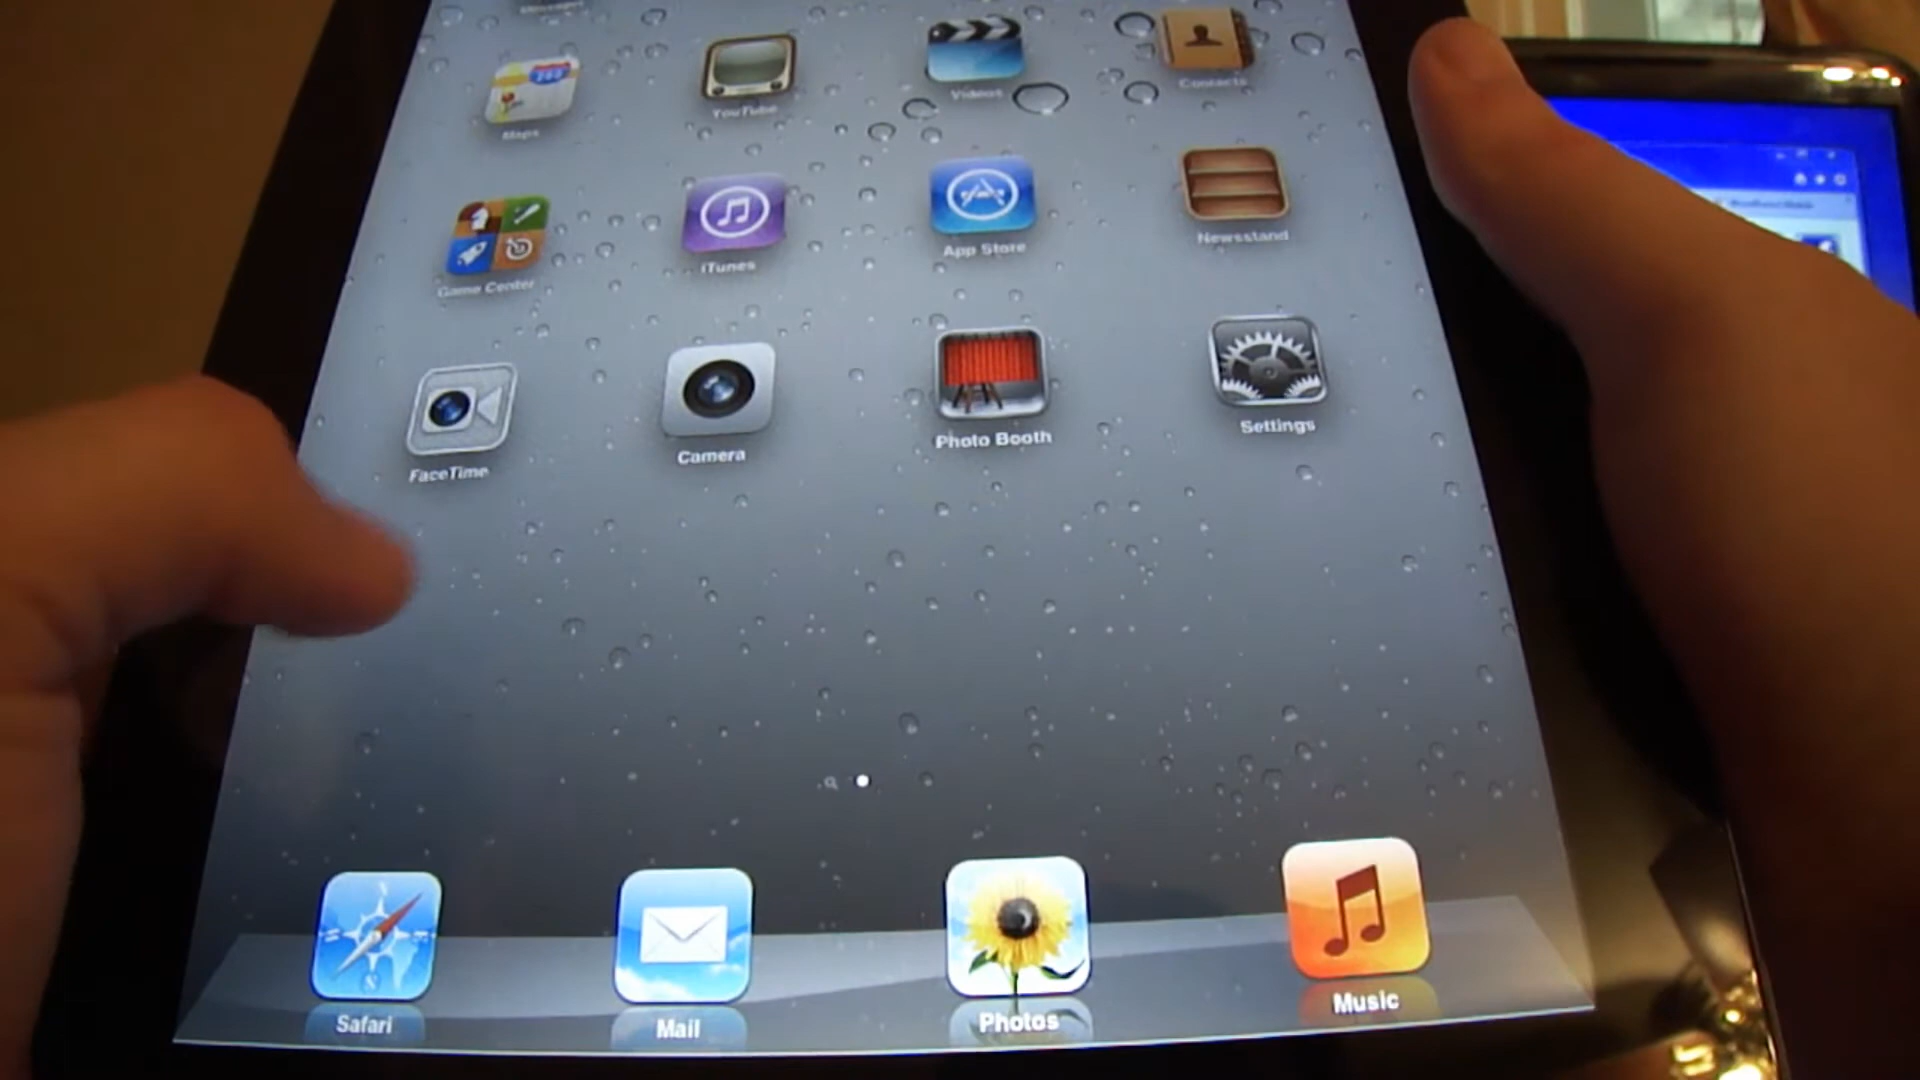 Maps
YouTube
Videos
Contacts
Game Center
iTunes
App Store
Newsstand
FaceTime
Camera
Photo Booth
Settings
Safari
Mail
Photos
Music